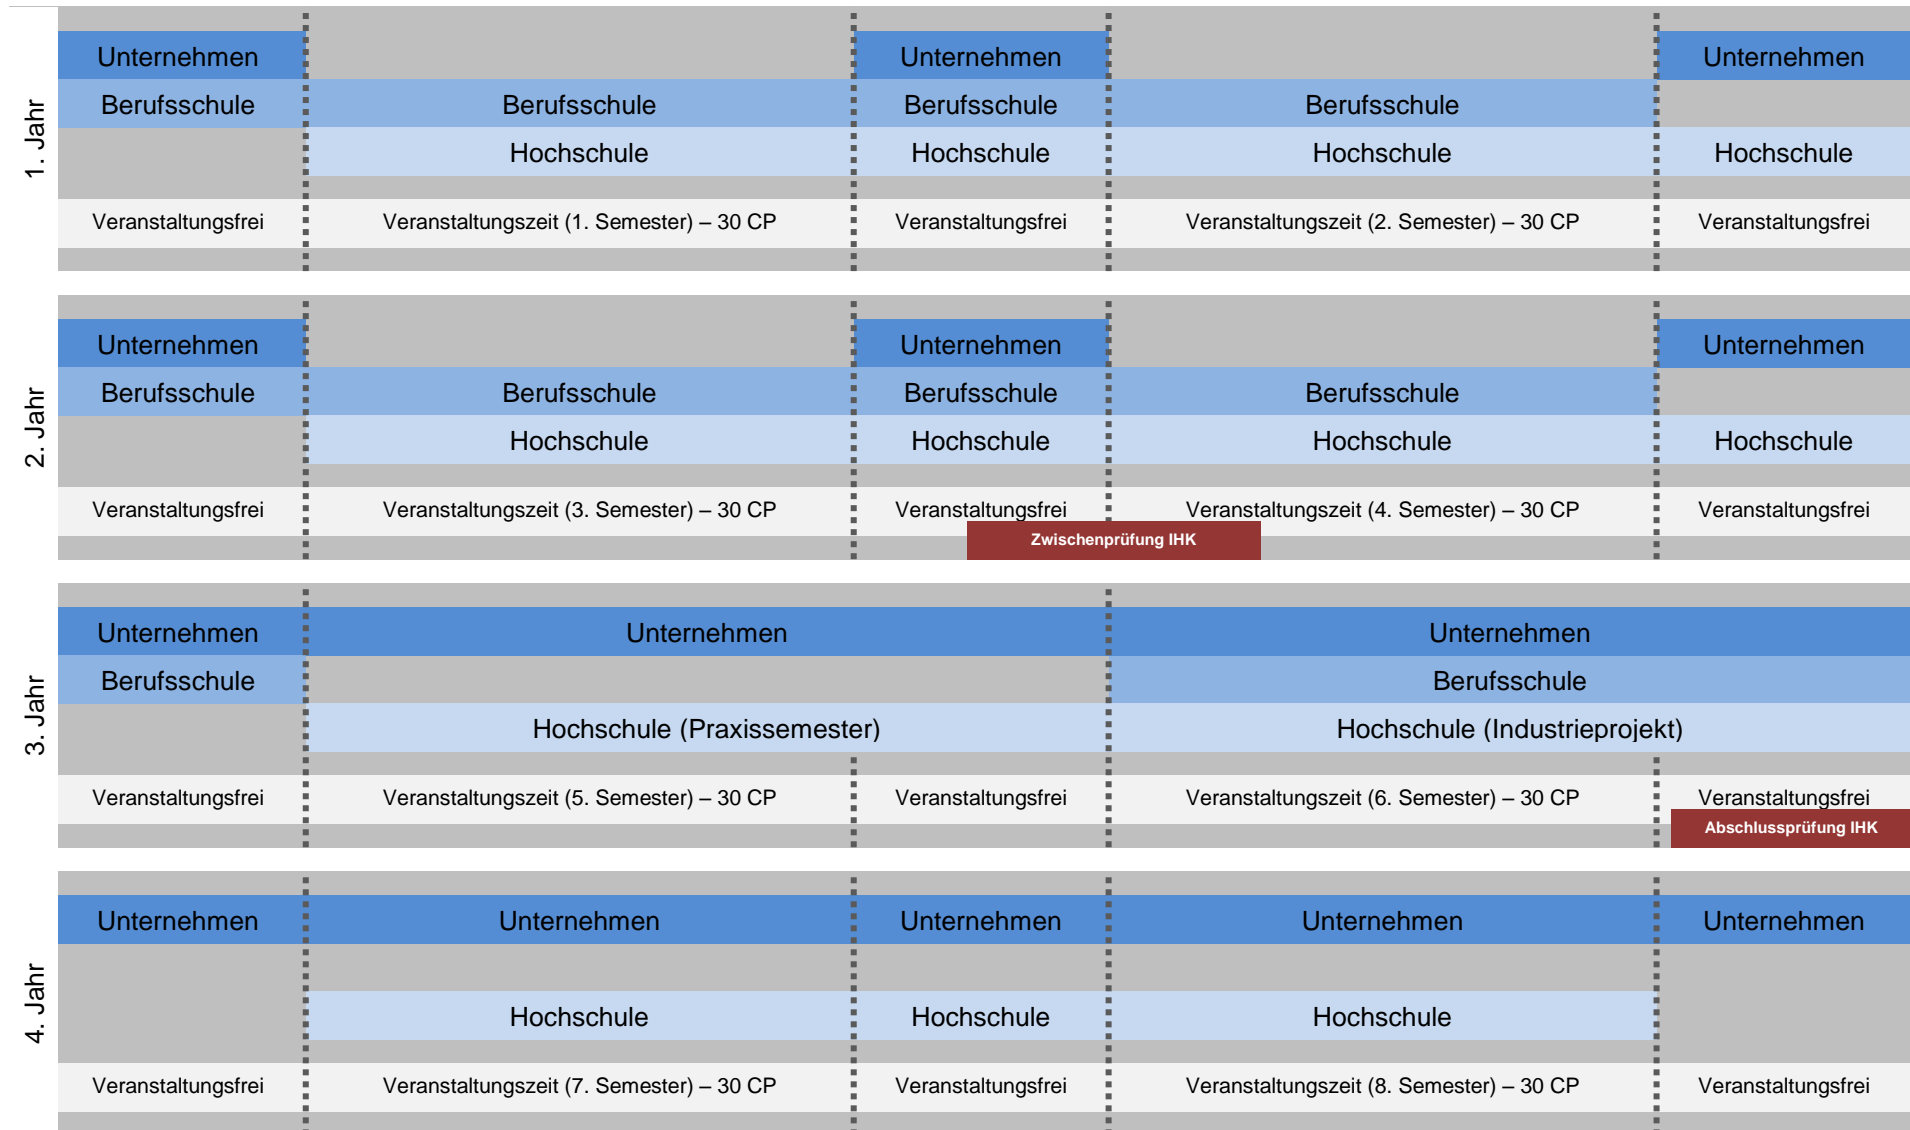 1. Jahr
Unternehmen Unternehmen Unternehmen
Berufsschule Berufsschule Berufsschule Berufsschule
Hochschule Hochschule Hochschule Hochschule
Veranstaltungsfrei Veranstaltungszeit (1. Semester) – 30 CP Veranstaltungsfrei Veranstaltungszeit (2. Semester) – 30 CP Veranstaltungsfrei
2. Jahr
Unternehmen Unternehmen Unternehmen
Berufsschule Berufsschule Berufsschule Berufsschule
Hochschule Hochschule Hochschule Hochschule
Veranstaltungsfrei Veranstaltungszeit (3. Semester) – 30 CP Veranstaltungsfrei Veranstaltungszeit (4. Semester) – 30 CP Veranstaltungsfrei
Zwischenprüfung IHK
3. Jahr
Unternehmen Unternehmen Unternehmen
Berufsschule Berufsschule
Hochschule (Praxissemester) Hochschule (Industrieprojekt)
Veranstaltungsfrei Veranstaltungszeit (5. Semester) – 30 CP Veranstaltungsfrei Veranstaltungszeit (6. Semester) – 30 CP Veranstaltungsfrei
Abschlussprüfung IHK
4. Jahr
Unternehmen Unternehmen Unternehmen Unternehmen Unternehmen
Hochschule Hochschule Hochschule
Veranstaltungsfrei Veranstaltungszeit (7. Semester) – 30 CP Veranstaltungsfrei Veranstaltungszeit (8. Semester) – 30 CP Veranstaltungsfrei